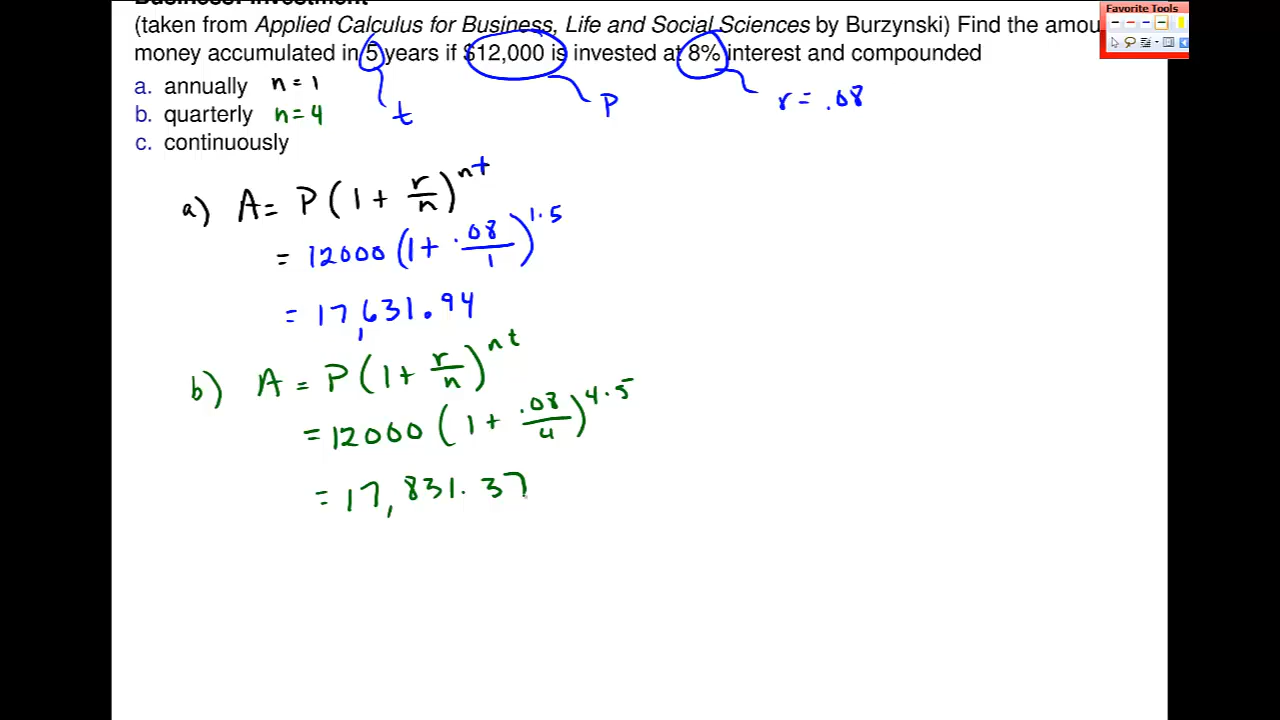 Business: Investment
(taken from Applied Calculus for Business, Life and Social Sciences by Burzynski) Find the amou
money accumulated in 5 years if $12,000 is invested at 8% interest and compounded
a. annually n = 1
b. quarterly n = 4
c. continuously
t
P
r = .08
a) A = P(1 + r/n)^nt
= 12000 (1 + .08/1)^1·5
= 17,631.94
b) A = P(1 + r/n)^nt
= 12000 (1 + .08/4)^4·5
= 17,831.37
Favorite Tools